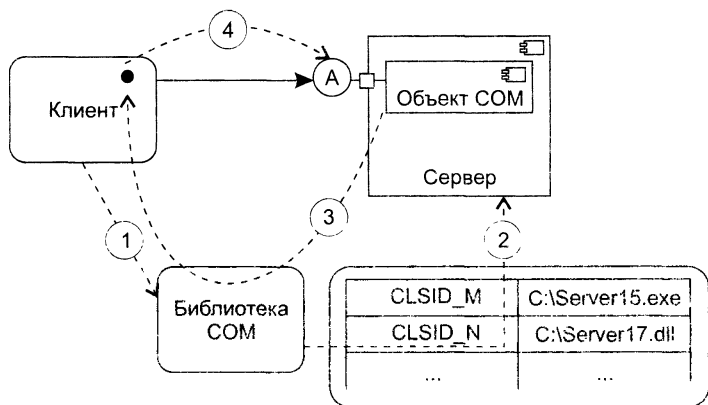 4
А
Клиент
Объект COM
Сервер
1
3
2
Библиотека
COM
CLSID_M C:\Server15.exe
CLSID_N C:\Server17.dll
... ...